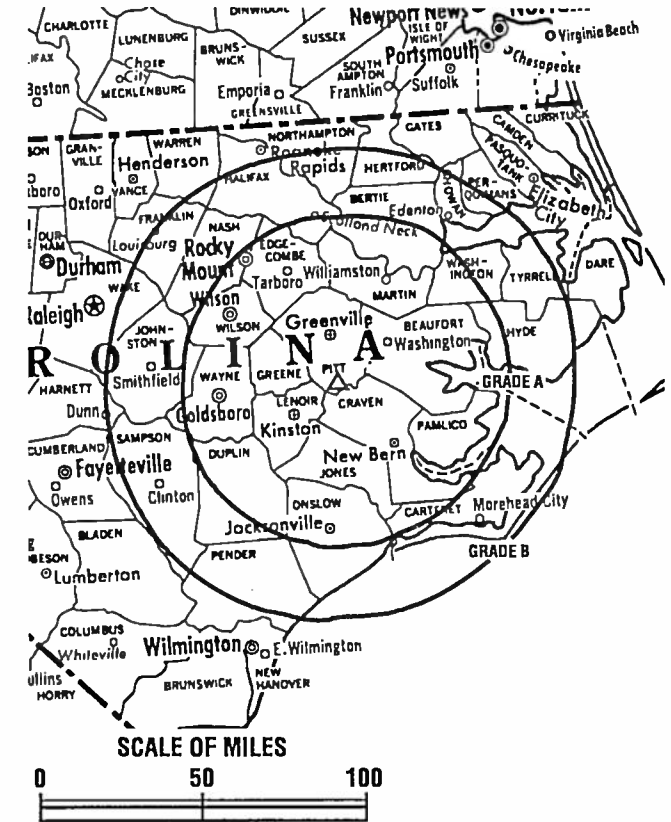 CHARLOTTE
LUNENBURG
Chase
City
MECKLENBURG
BRUNS-
WICK
Emporia
GREENSVILLE
SUSSEX
Newport News
ISLE OF
WIGHT
Portsmouth
SOUTH
AMPTON
Franklin
Suffolk
Virginia Beach
Chesapeake
GRAN-
VILLE
Oxford
VANCE
Henderson
WARREN
NORTHAMPTON
Roanoke
Rapids
HALIFAX
HERTFORD
GATES
CAMDEN
CURRITUCK
PASQUO-
TANK
PER-
QUIMANS
CHOWAN
Elizabeth
City
BERTIE
Edenton
Scotland Neck
FRANKLIN
Louisburg
NASH
Rocky
Mount
EDGE-
COMBE
Tarboro
Williamston
MARTIN
WASH-
INGTON
TYRRELL
DARE
DUR-
HAM
Durham
WAKE
Raleigh
Wilson
WILSON
Greenville
BEAUFORT
Washington
HYDE
JOHN-
STON
Smithfield
R O L I N A
HARNETT
Dunn
WAYNE
GREENE
PITT
GRADE A
Goldsboro
LENOIR
Kinston
CRAVEN
PAMLICO
CUMBERLAND
SAMPSON
Fayetteville
Owens
Clinton
DUPLIN
New Bern
JONES
ONSLOW
Jacksonville
CARTERET
Morehead City
GRADE B
BLADEN
PENDER
Lumberton
COLUMBUS
Whiteville
Wilmington
E. Wilmington
NEW
HANOVER
BRUNSWICK
HORRY
SCALE OF MILES
0 50 100